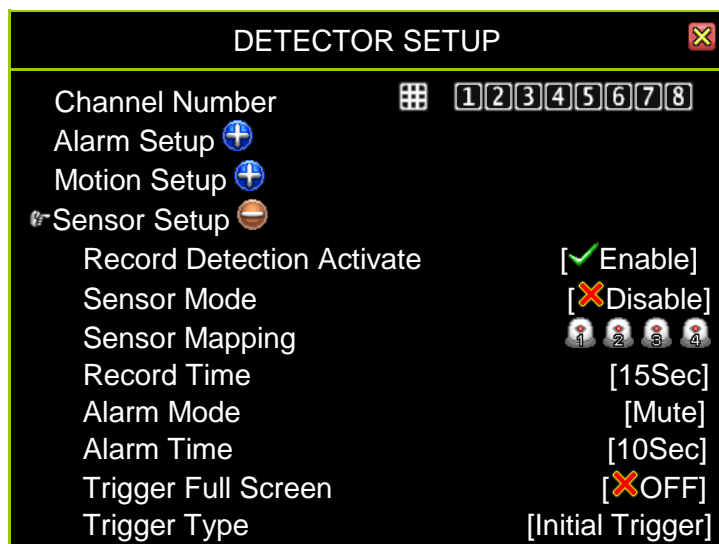 DETECTOR SETUP
Channel Number 1 2 3 4 5 6 7 8
Alarm Setup
Motion Setup
Sensor Setup
Record Detection Activate [Enable]
Sensor Mode [Disable]
Sensor Mapping 1 2 3 4
Record Time [15Sec]
Alarm Mode [Mute]
Alarm Time [10Sec]
Trigger Full Screen [OFF]
Trigger Type [Initial Trigger]